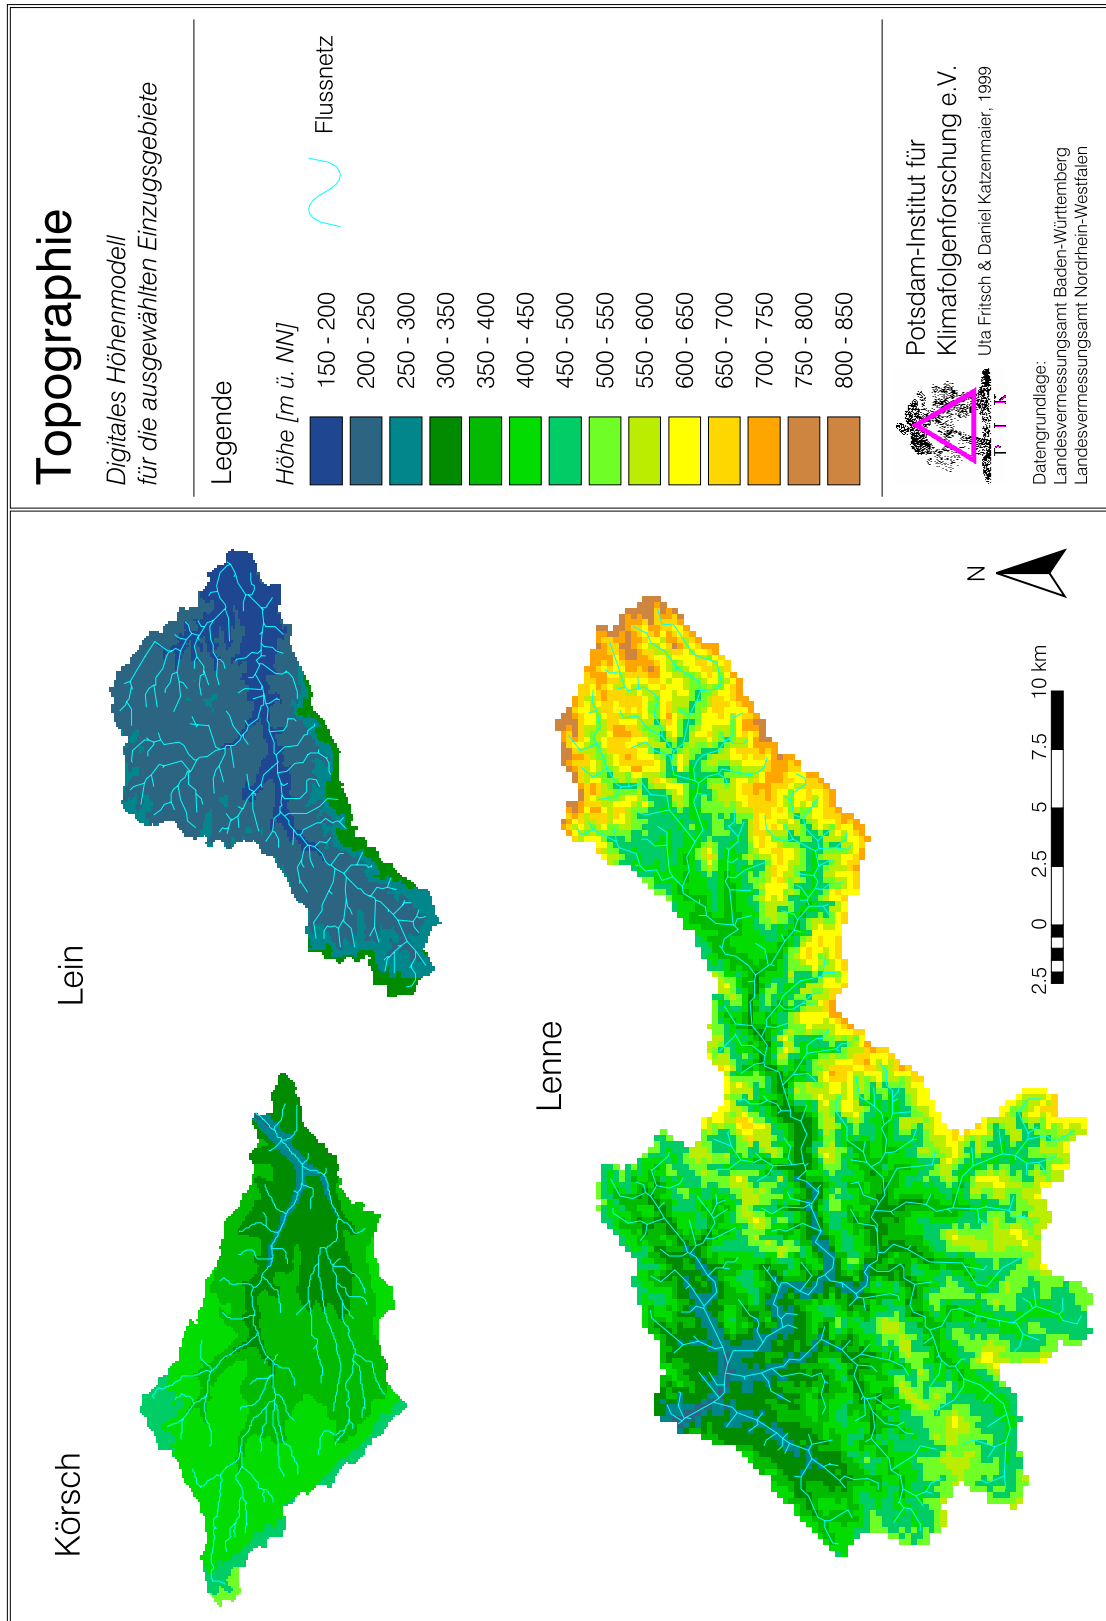 Topographie
Digitales Höhenmodell
für die ausgewählten Einzugsgebiete
Legende
Höhe [m ü. NN]
150 - 200
200 - 250
250 - 300
300 - 350
350 - 400
400 - 450
450 - 500
500 - 550
550 - 600
600 - 650
650 - 700
700 - 750
750 - 800
800 - 850
Flussnetz
P I K
Potsdam-Institut für
Klimafolgenforschung e.V.
Uta Fritsch & Daniel Katzenmaier, 1999
Datengrundlage:
Landesvermessungsamt Baden-Württemberg
Landesvermessungsamt Nordrhein-Westfalen
Körsch
Lein
Lenne
N
2.5 0 2.5 5 7.5 10 km